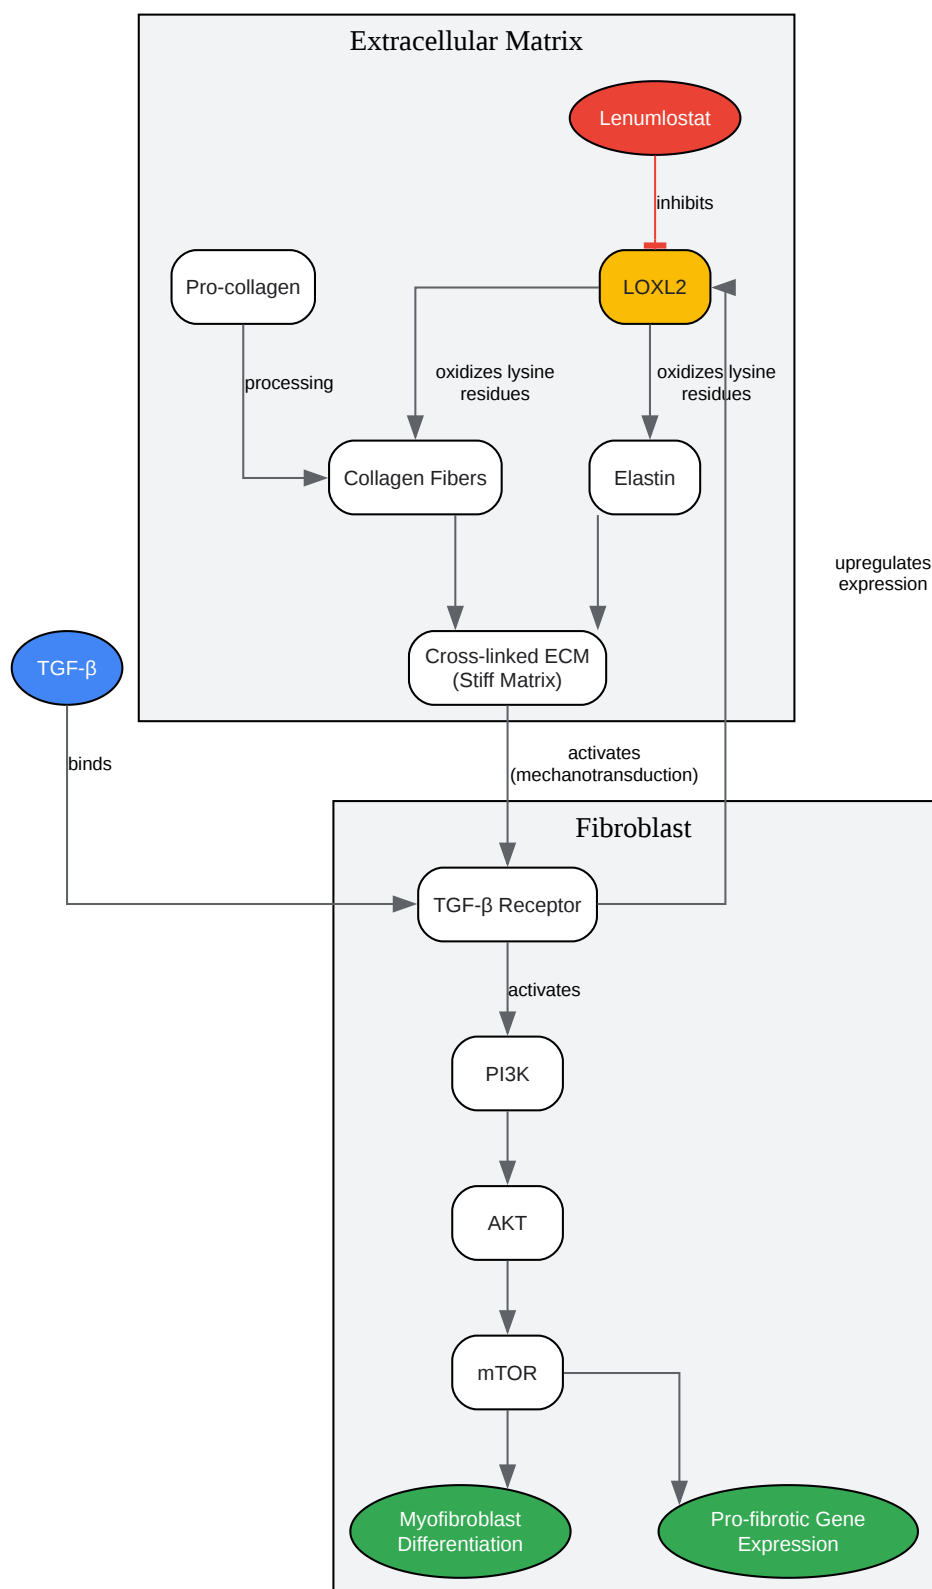 Extracellular Matrix
Lenumlostat
inhibits
Pro-collagen
LOXL2
processing
oxidizes lysine
residues
oxidizes lysine
residues
Collagen Fibers
Elastin
upregulates
expression
Cross-linked ECM
(Stiff Matrix)
TGF-β
binds
activates
(mechanotransduction)
Fibroblast
TGF-β Receptor
activates
PI3K
AKT
mTOR
Myofibroblast
Differentiation
Pro-fibrotic Gene
Expression